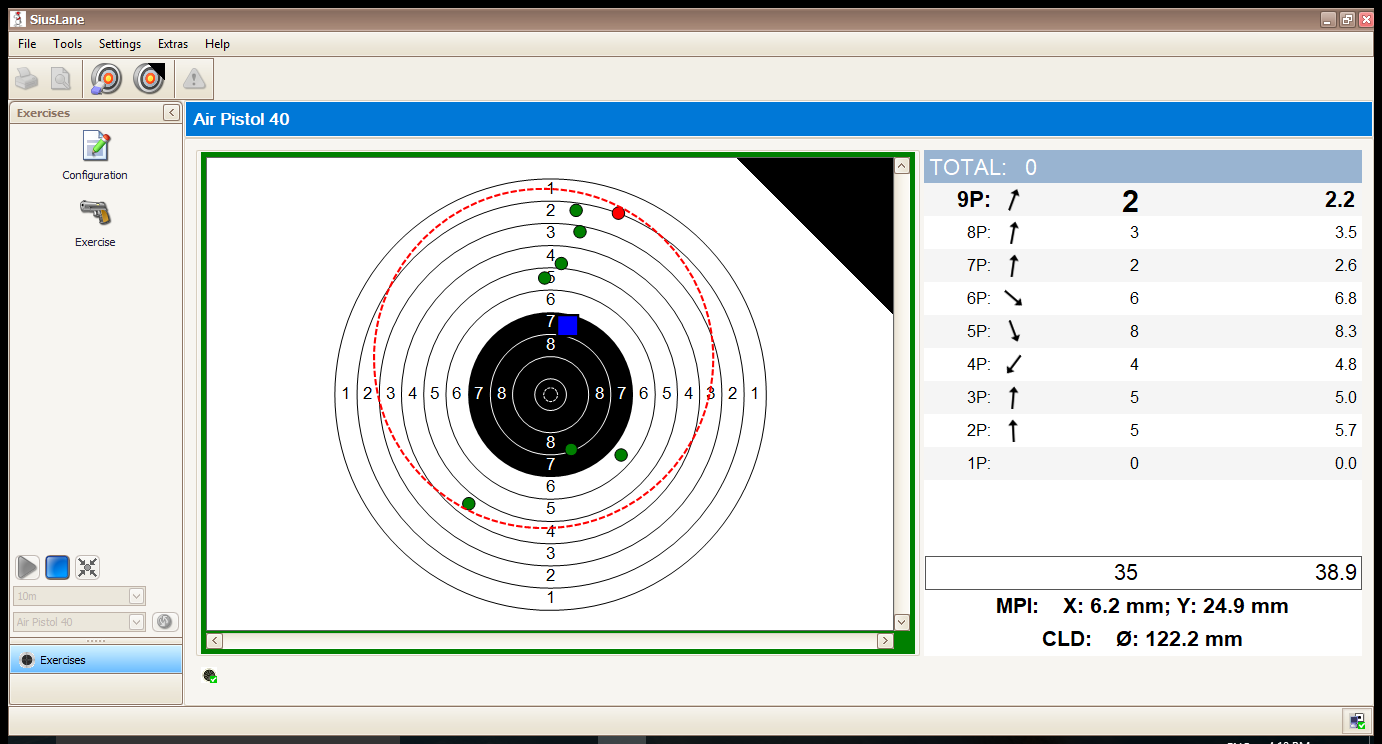 SiusLane
File Tools Settings Extras Help
Exercises
Configuration
Exercise
10m
Air Pistol 40
Exercises
Air Pistol 40
1
2
3
4
5
6
7
8
1 2 3 4 5 6 7 8 8 7 6 5 4 3 2 1
8
7
6
5
4
3
2
1
TOTAL: 0
9P: 2 2.2
8P: 3 3.5
7P: 2 2.6
6P: 6 6.8
5P: 8 8.3
4P: 4 4.8
3P: 5 5.0
2P: 5 5.7
1P: 0 0.0
35 38.9
MPI: X: 6.2 mm; Y: 24.9 mm
CLD: Ø: 122.2 mm